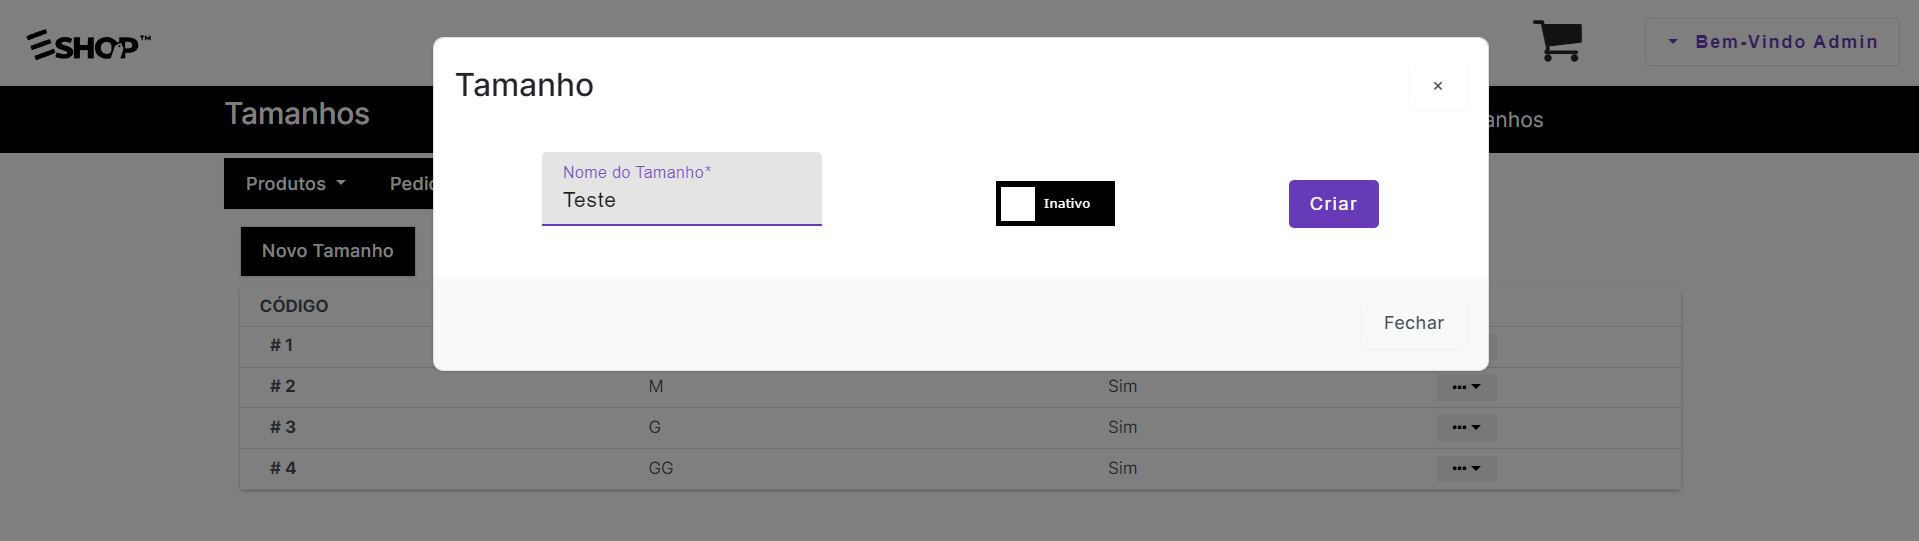 ESHOP™
Bem-Vindo Admin
Tamanho
×
Tamanhos
anhos
Nome do Tamanho*
Teste
Inativo
Criar
Produtos
Pedic
Novo Tamanho
CÓDIGO
Fechar
# 1
# 2 M Sim
# 3 G Sim
# 4 GG Sim